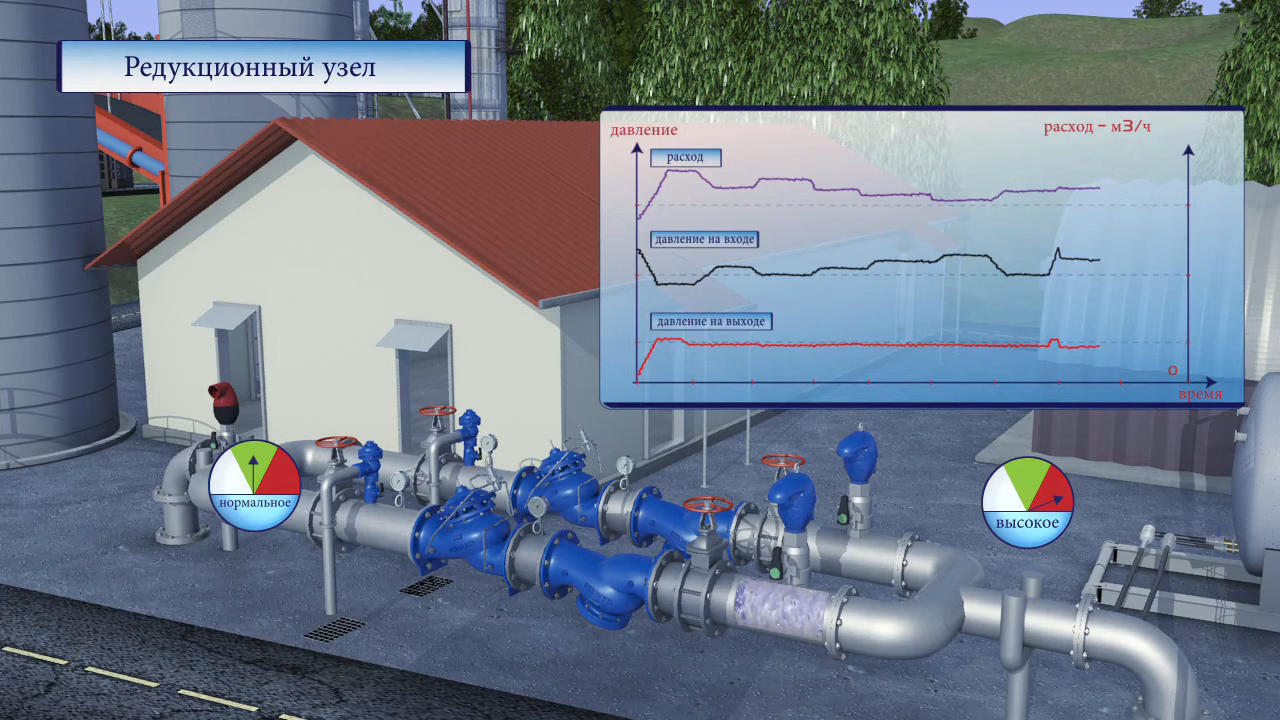 Редукционный узел
давление
расход - м3/ч
расход
давление на входе
давление на выходе
0
время
нормальное
высокое